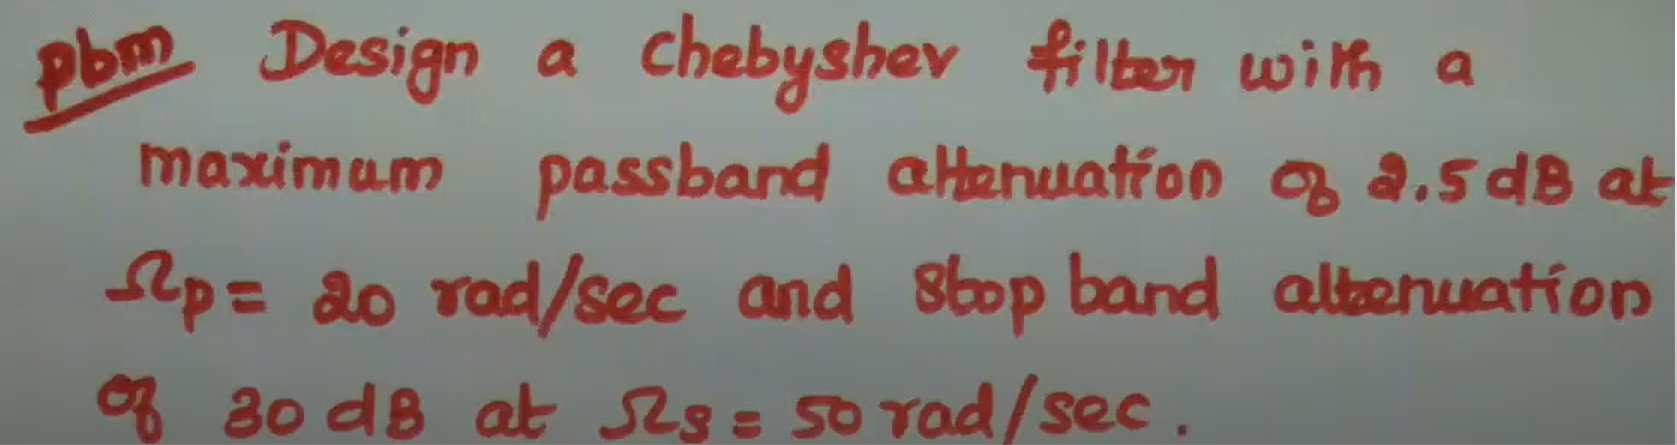 pbm Design a Chebyshev filter with a
maximum passband attenuation of 2.5 dB at
Ωp = 20 rad/sec and stop band attenuation
of 30 dB at Ωs = 50 rad/sec.